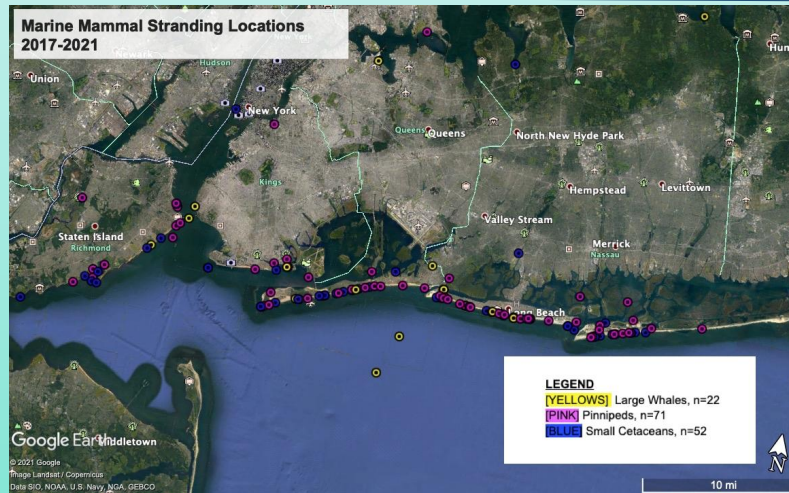 Marine Mammal Stranding Locations
2017-2021
Hudson
Newark
Union
Hun
New York
Queens
Queens
North New Hyde Park
Kings
Hempstead
Levittown
Valley Stream
Staten Island
Richmond
Merrick
Nassau
Long Beach
LEGEND
[YELLOWS] Large Whales, n=22
[PINK] Pinnipeds, n=71
[BLUE] Small Cetaceans, n=52
Google Earth
Middletown
© 2021 Google
Image Landsat / Copernicus
Data SIO, NOAA, U.S. Navy, NGA, GEBCO
N
10 mi